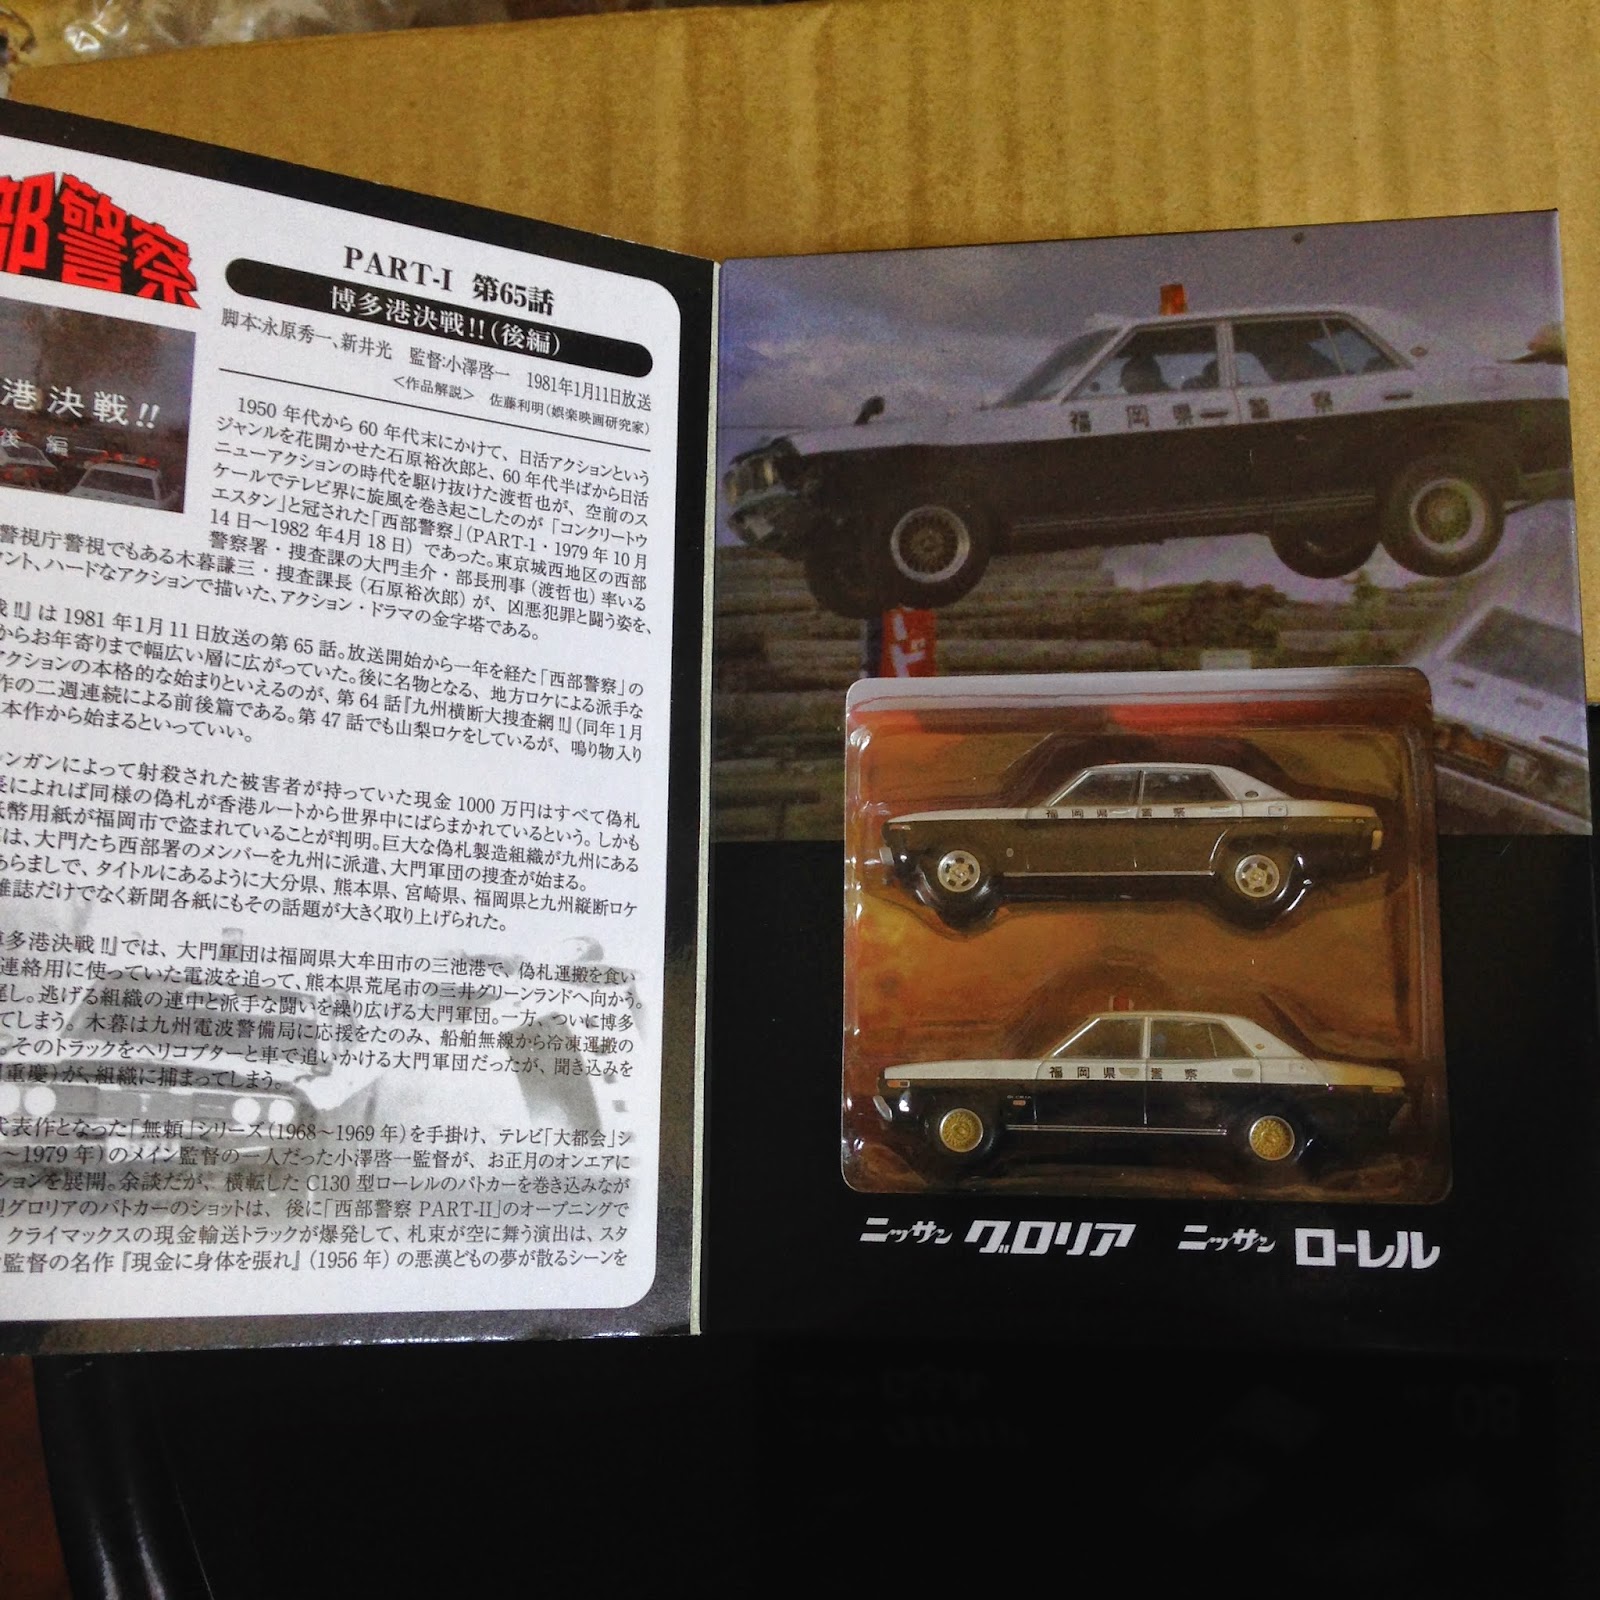 部警察
PART-I 第65話
博多港決戦!!(後編)
脚本:永原秀一、新井光 監督:小澤啓一 1981年1月11日放送
<作品解説> 佐藤利明(娯楽映画研究家)
港決戦!!
後編
1950年代から60年代末にかけて、日活アクションという
ジャンルを花開かせた石原裕次郎と、60年代半ばから日活
ニューアクションの時代を駆け抜けた渡哲也が、空前のス
ケールでテレビ界に旋風を巻き起こしたのが「コンクリートウ
エスタン」と冠された「西部警察」(PART-1・1979年10月
14日～1982年4月18日)であった。東京城西地区の西部
警察署・捜査課の大門圭介・部長刑事(渡哲也)率いる
警視庁警視でもある木暮謙三・捜査課長(石原裕次郎)が、凶悪犯罪と闘う姿を、
ント、ハードなアクションで描いた、アクション・ドラマの金字塔である。
戦!!』は1981年1月11日放送の第65話。放送開始から一年を経た「西部警察」の
からお年寄りまで幅広い層に広がっていた。後に名物となる、地方ロケによる派手な
アクションの本格的な始まりといえるのが、第64話『九州横断大捜査網!!』(同年1月
作の二週連続による前後篇である。第47話でも山梨ロケをしているが、鳴り物入り
本作から始まるといっていい。
ンガンによって射殺された被害者が持っていた現金1000万円はすべて偽札
長によれば同様の偽札が香港ルートから世界中にばらまかれているという。しかも
紙幣用紙が福岡市で盗まれていることが判明。巨大な偽札製造組織が九州にある
は、大門たち西部署のメンバーを九州に派遣、大門軍団の捜査が始まる。
あらましで、タイトルにあるように大分県、熊本県、宮崎県、福岡県と九州縦断ロケ
雑誌だけでなく新聞各紙にもその話題が大きく取り上げられた。
多港決戦!!』では、大門軍団は福岡県大牟田市の三池港で、偽札運搬を食い
連絡用に使っていた電波を追って、熊本県荒尾市の三井グリーンランドへ向かう。
尾し。逃げる組織の連中と派手な闘いを繰り広げる大門軍団。一方、ついに博多
てしまう。木暮は九州電波警備局に応援をたのみ、船舶無線から冷凍運搬の
。そのトラックをヘリコプターと車で追いかける大門軍団だったが、聞き込みを
重慶)が、組織に捕まってしまう。
代表作となった「無頼」シリーズ(1968～1969年)を手掛け、テレビ「大都会」シ
～1979年)のメイン監督の一人だった小澤啓一監督が、お正月のオンエアに
ションを展開。余談だが、横転したC130型ローレルのパトカーを巻き込みなが
型グロリアのパトカーのショットは、後に「西部警察PART-II」のオープニングで
クライマックスの現金輸送トラックが爆発して、札束が空に舞う演出は、スタ
監督の名作『現金に身体を張れ』(1956年)の悪漢どもの夢が散るシーンを
福岡県警察
福岡県警察
福岡県警察
ニッサン グロリア ニッサン ローレル